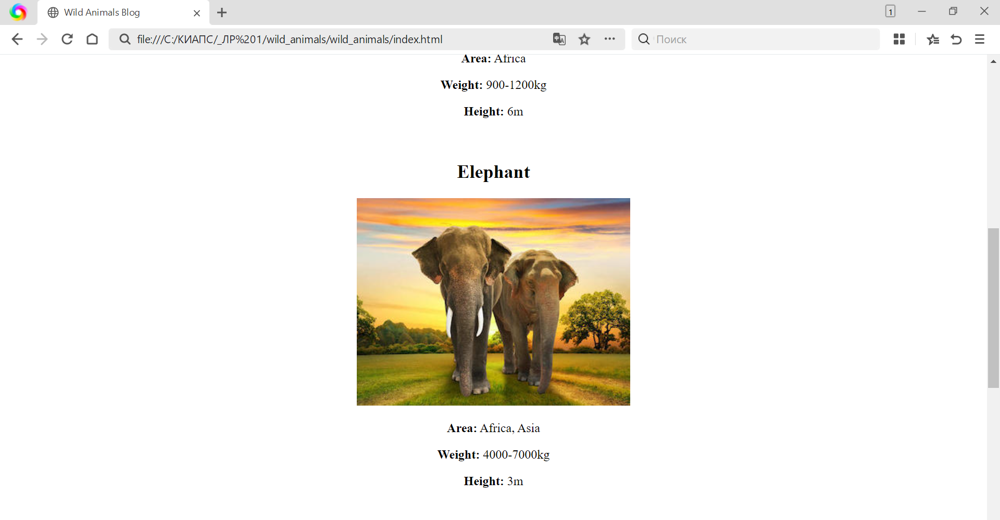 Wild Animals Blog
1
file:///C:/КИАПС/_ЛР%201/wild_animals/wild_animals/index.html
Поиск
Area: Africa
Weight: 900-1200kg
Height: 6m
Elephant
Area: Africa, Asia
Weight: 4000-7000kg
Height: 3m